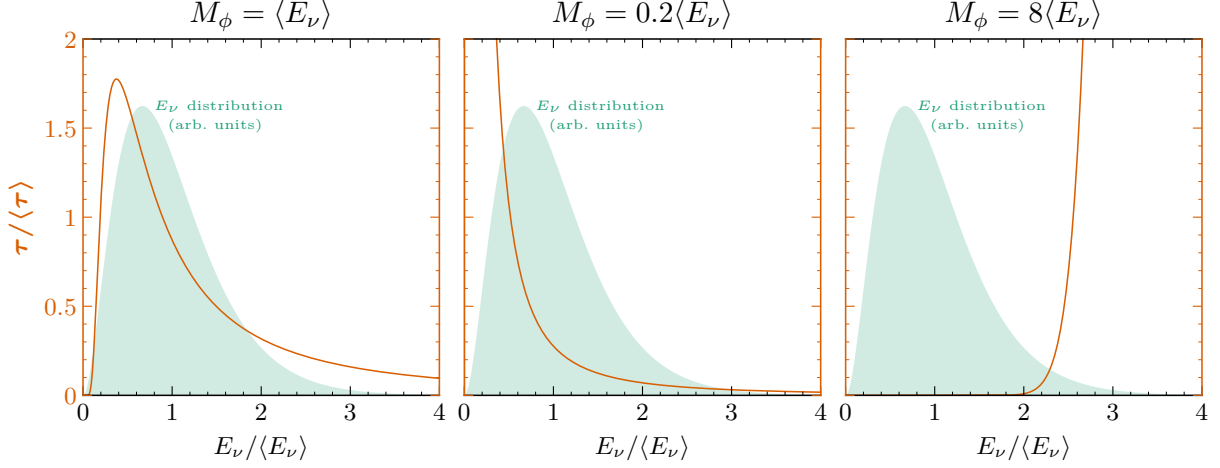 M_ϕ = ⟨E_ν⟩
M_ϕ = 0.2⟨E_ν⟩
M_ϕ = 8⟨E_ν⟩
τ/⟨τ⟩
2
1.5
1
0.5
0
E_ν distribution
(arb. units)
E_ν distribution
(arb. units)
E_ν distribution
(arb. units)
0 1 2 3 4
0 1 2 3 4
0 1 2 3 4
E_ν/⟨E_ν⟩
E_ν/⟨E_ν⟩
E_ν/⟨E_ν⟩